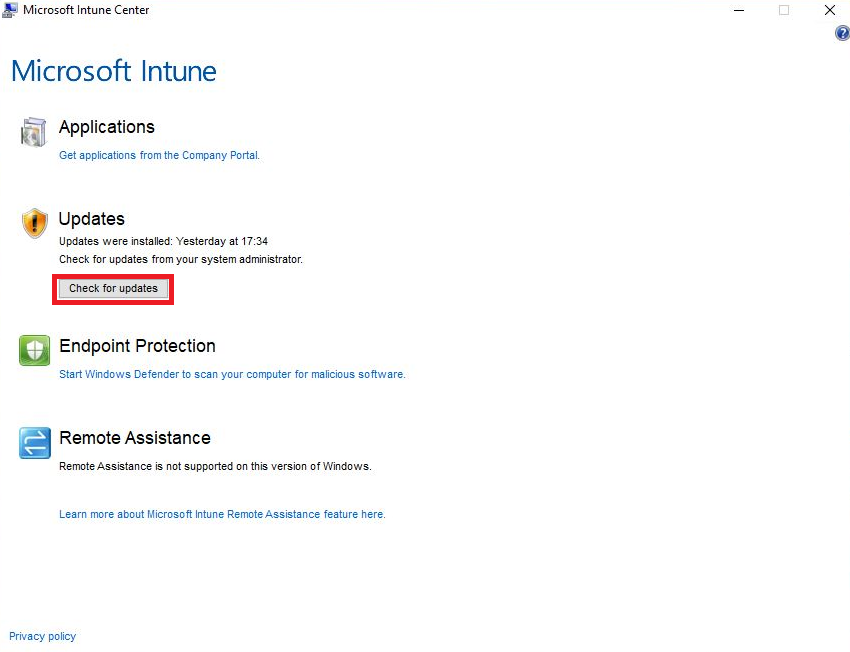 Microsoft Intune Center
Microsoft Intune
Applications
Get applications from the Company Portal.
Updates
Updates were installed: Yesterday at 17:34
Check for updates from your system administrator.
Check for updates
Endpoint Protection
Start Windows Defender to scan your computer for malicious software.
Remote Assistance
Remote Assistance is not supported on this version of Windows.
Learn more about Microsoft Intune Remote Assistance feature here.
Privacy policy